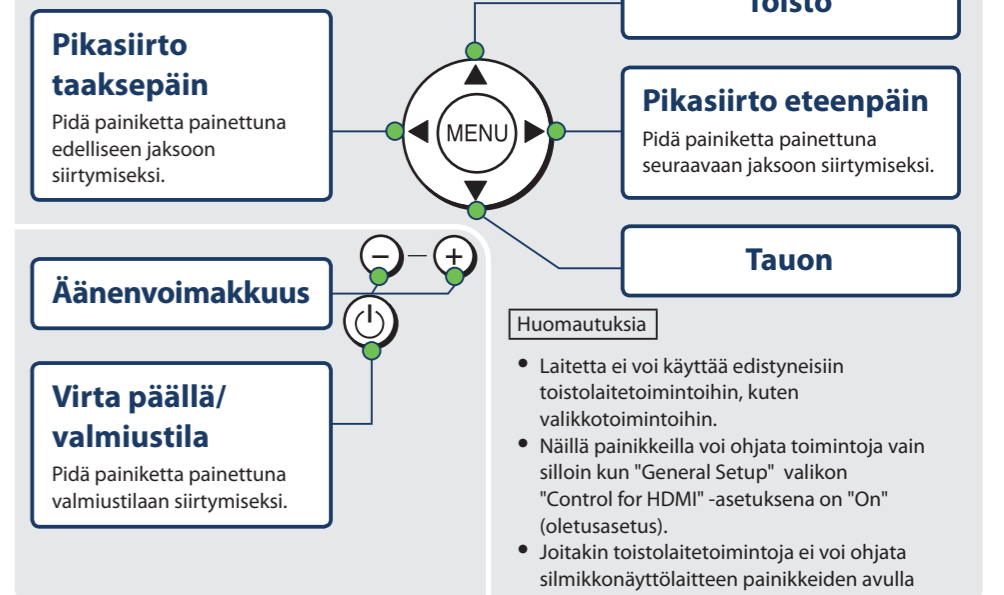 Toisto
Pikasiirto
taaksepäin
Pidä painiketta painettuna
edelliseen jaksoon
siirtymiseksi.
MENU
Pikasiirto eteenpäin
Pidä painiketta painettuna
seuraavaan jaksoon siirtymiseksi.
Tauon
Äänenvoimakkuus
− +
Virta päällä/
valmiustila
Pidä painiketta painettuna
valmiustilaan siirtymiseksi.
Huomautuksia
• Laitetta ei voi käyttää edistyneisiin
toistolaitetoimintoihin, kuten
valikkotoimintoihin.
• Näillä painikkeilla voi ohjata toimintoja vain
silloin kun "General Setup" valikon
"Control for HDMI" -asetuksena on "On"
(oletusasetus).
• Joitakin toistolaitetoimintoja ei voi ohjata
silmikkonäyttölaitteen painikkeiden avulla